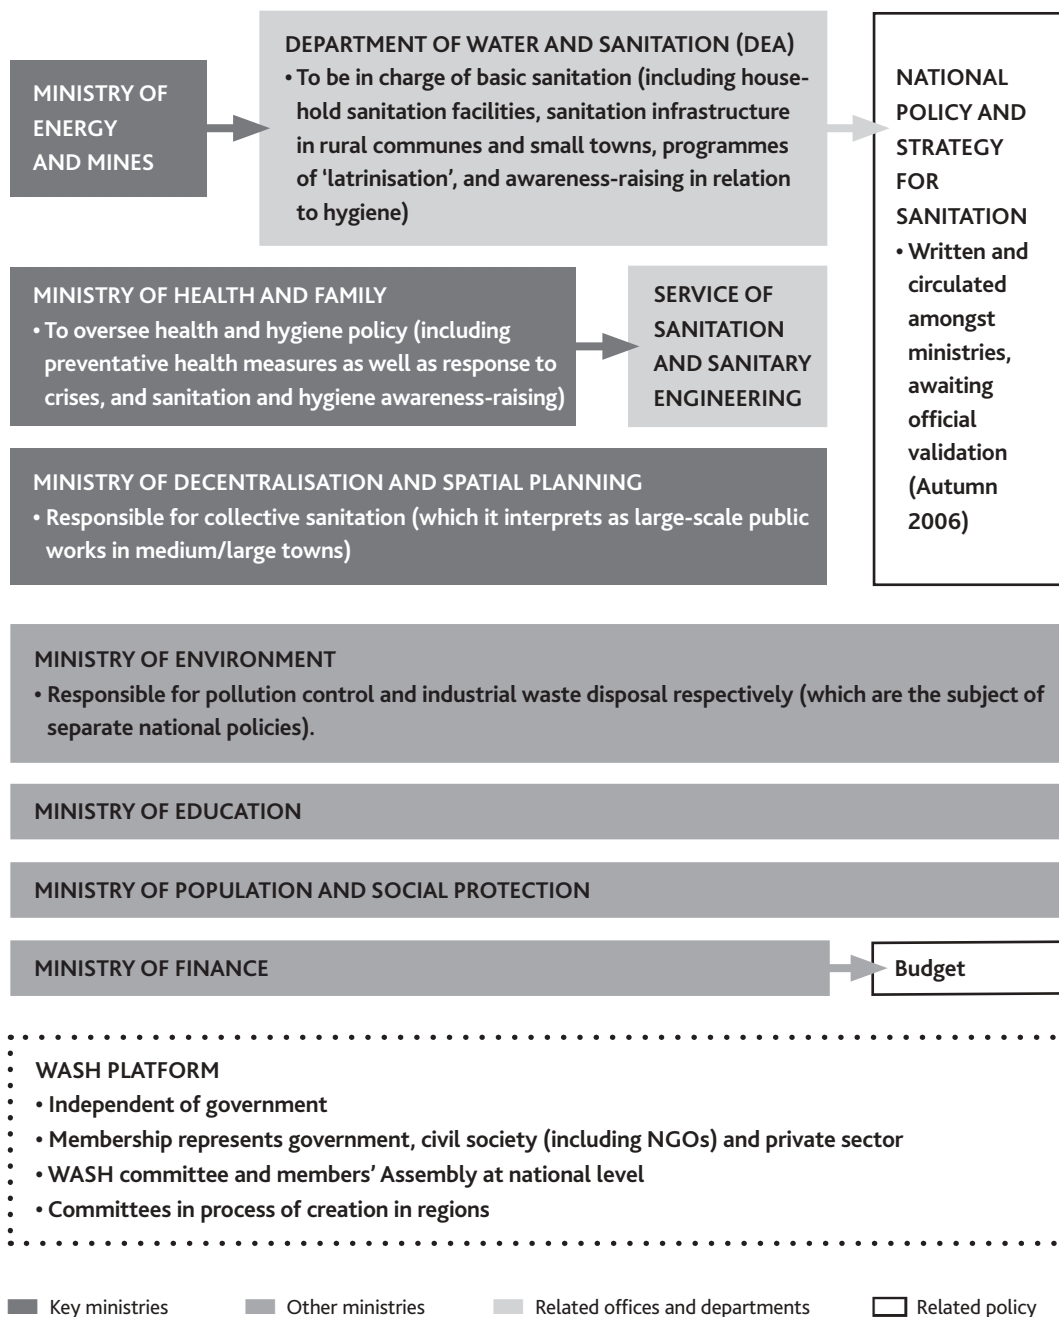 MINISTRY OF
ENERGY
AND MINES
DEPARTMENT OF WATER AND SANITATION (DEA)
• To be in charge of basic sanitation (including house-
hold sanitation facilities, sanitation infrastructure
in rural communes and small towns, programmes
of ‘latrinisation’, and awareness-raising in relation
to hygiene)
NATIONAL
POLICY AND
STRATEGY
FOR
SANITATION
• Written and
circulated
amongst
ministries,
awaiting
official
validation
(Autumn
2006)
MINISTRY OF HEALTH AND FAMILY
• To oversee health and hygiene policy (including
preventative health measures as well as response to
crises, and sanitation and hygiene awareness-raising)
SERVICE OF
SANITATION
AND SANITARY
ENGINEERING
MINISTRY OF DECENTRALISATION AND SPATIAL PLANNING
• Responsible for collective sanitation (which it interprets as large-scale public
works in medium/large towns)
MINISTRY OF ENVIRONMENT
• Responsible for pollution control and industrial waste disposal respectively (which are the subject of
separate national policies).
MINISTRY OF EDUCATION
MINISTRY OF POPULATION AND SOCIAL PROTECTION
MINISTRY OF FINANCE
Budget
WASH PLATFORM
• Independent of government
• Membership represents government, civil society (including NGOs) and private sector
• WASH committee and members’ Assembly at national level
• Committees in process of creation in regions
Key ministries
Other ministries
Related offices and departments
Related policy